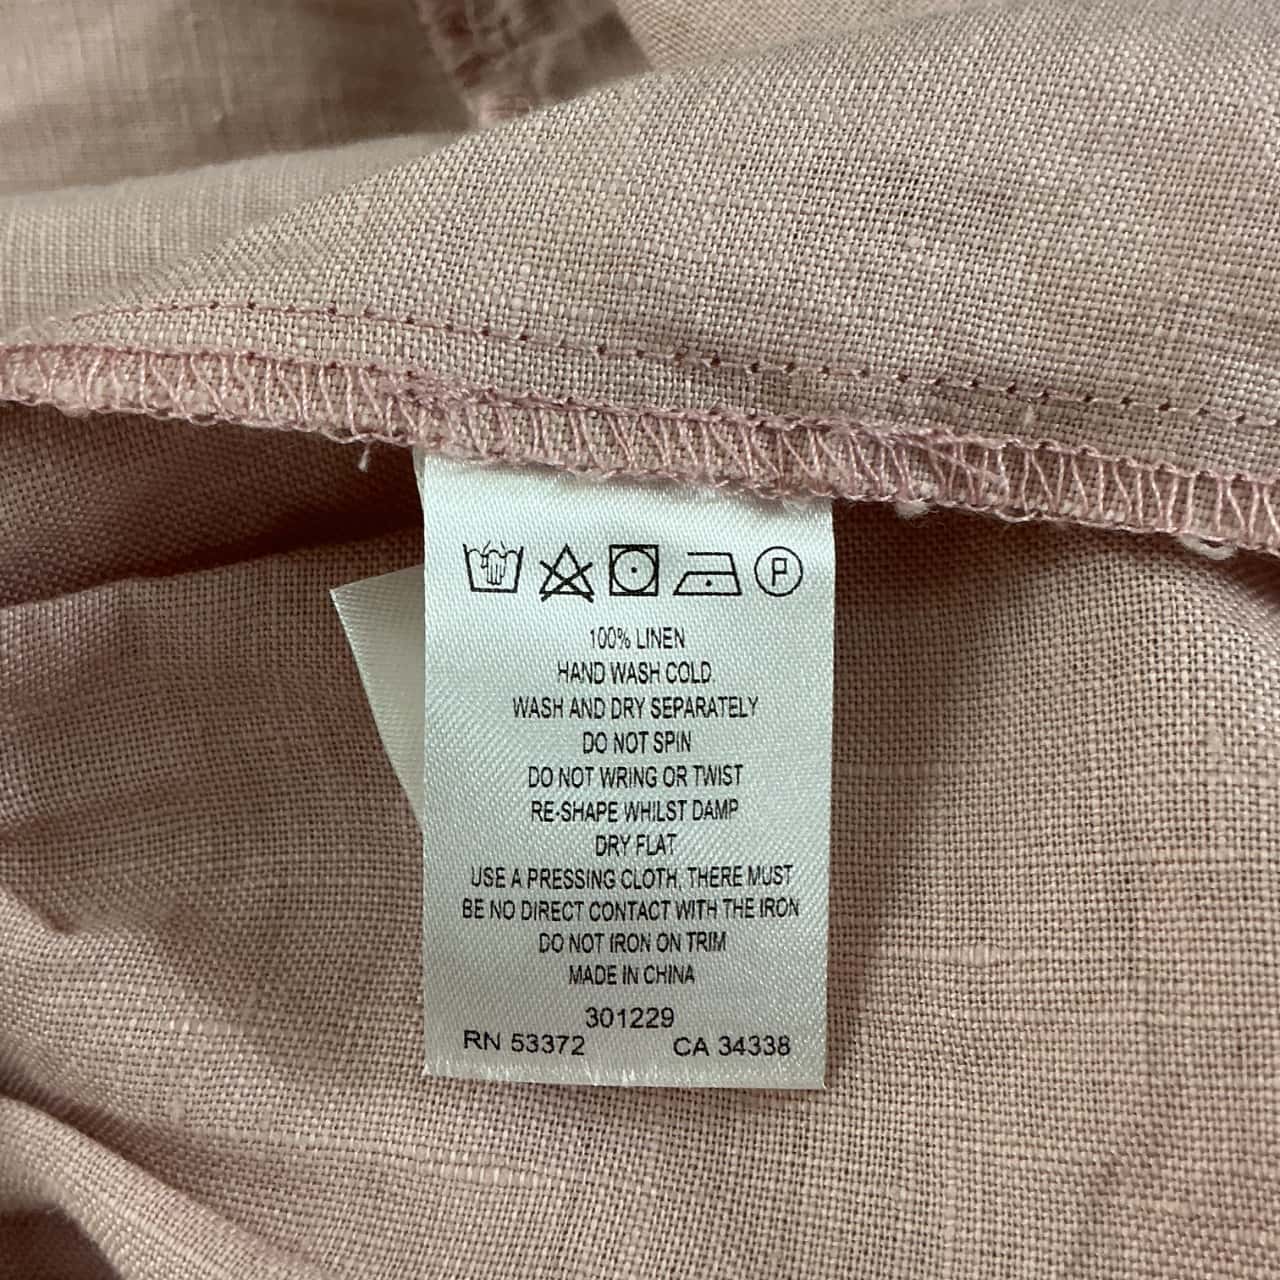 P
100% LINEN
HAND WASH COLD.
WASH AND DRY SEPARATELY
DO NOT SPIN
DO NOT WRING OR TWIST
RE-SHAPE WHILST DAMP
DRY FLAT
USE A PRESSING CLOTH, THERE MUST
BE NO DIRECT CONTACT WITH THE IRON
DO NOT IRON ON TRIM
MADE IN CHINA
301229
RN 53372 CA 34338